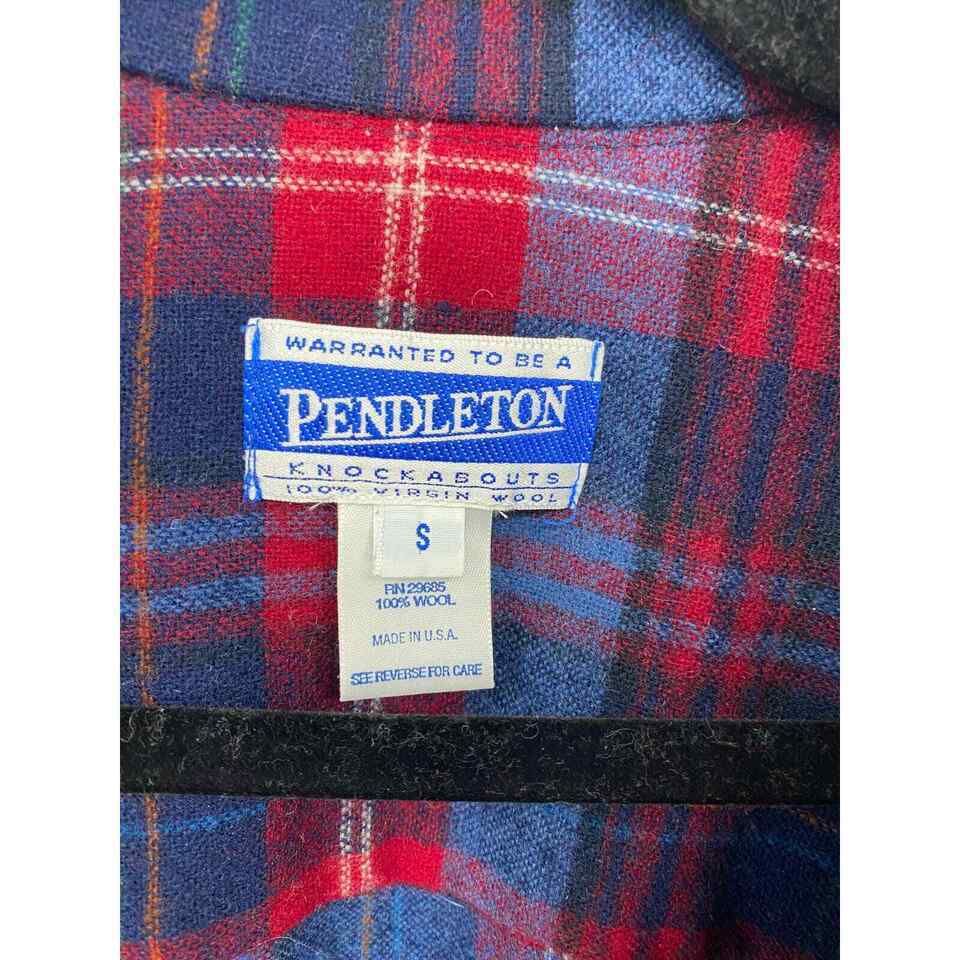 WARRANTED TO BE A
PENDLETON
KNOCKABOUTS
100% VIRGIN WOOL
S
RN 29685
100% WOOL
MADE IN U.S.A.
SEE REVERSE FOR CARE